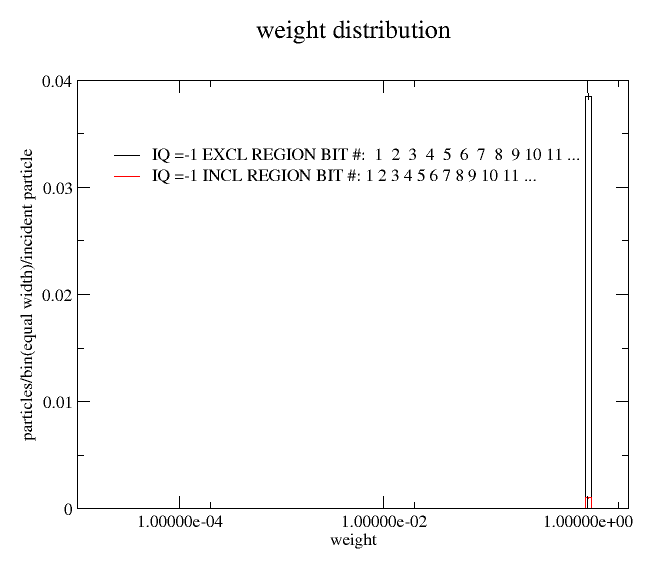 weight distribution
0.04
IQ =-1 EXCL REGION BIT #: 1 2 3 4 5 6 7 8 9 10 11 ...
IQ =-1 INCL REGION BIT #: 1 2 3 4 5 6 7 8 9 10 11 ...
0.03
particles/bin(equal width)/incident particle
0.02
0.01
0
1.00000e-04 1.00000e-02 1.00000e+00
weight